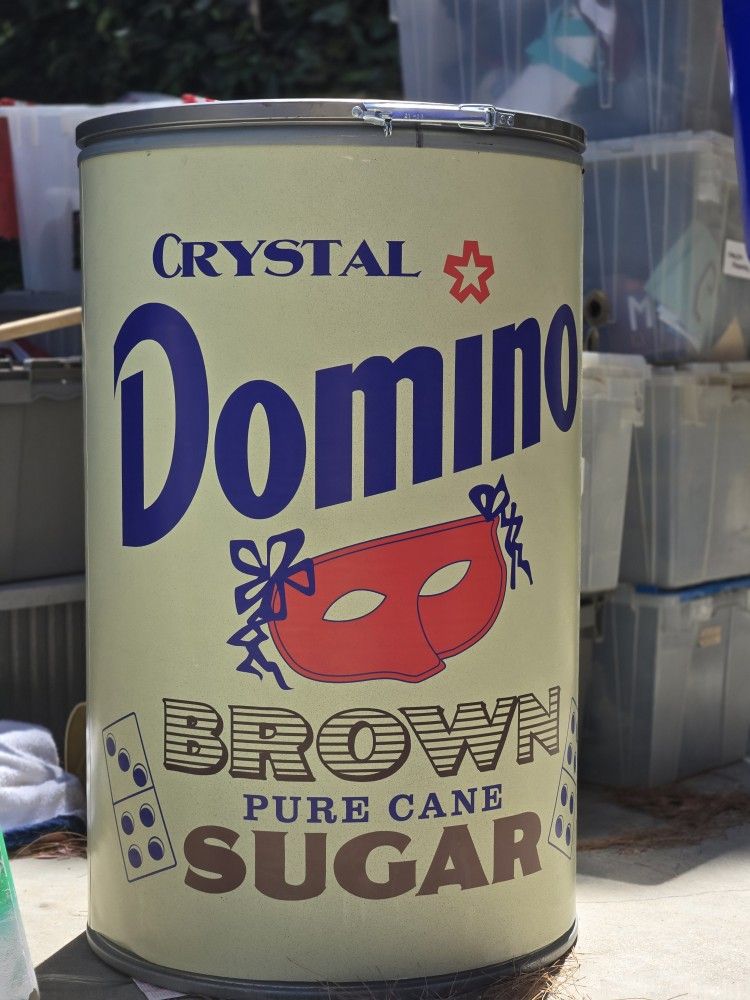 CRYSTAL
Domino
BROWN
PURE CANE
SUGAR
M